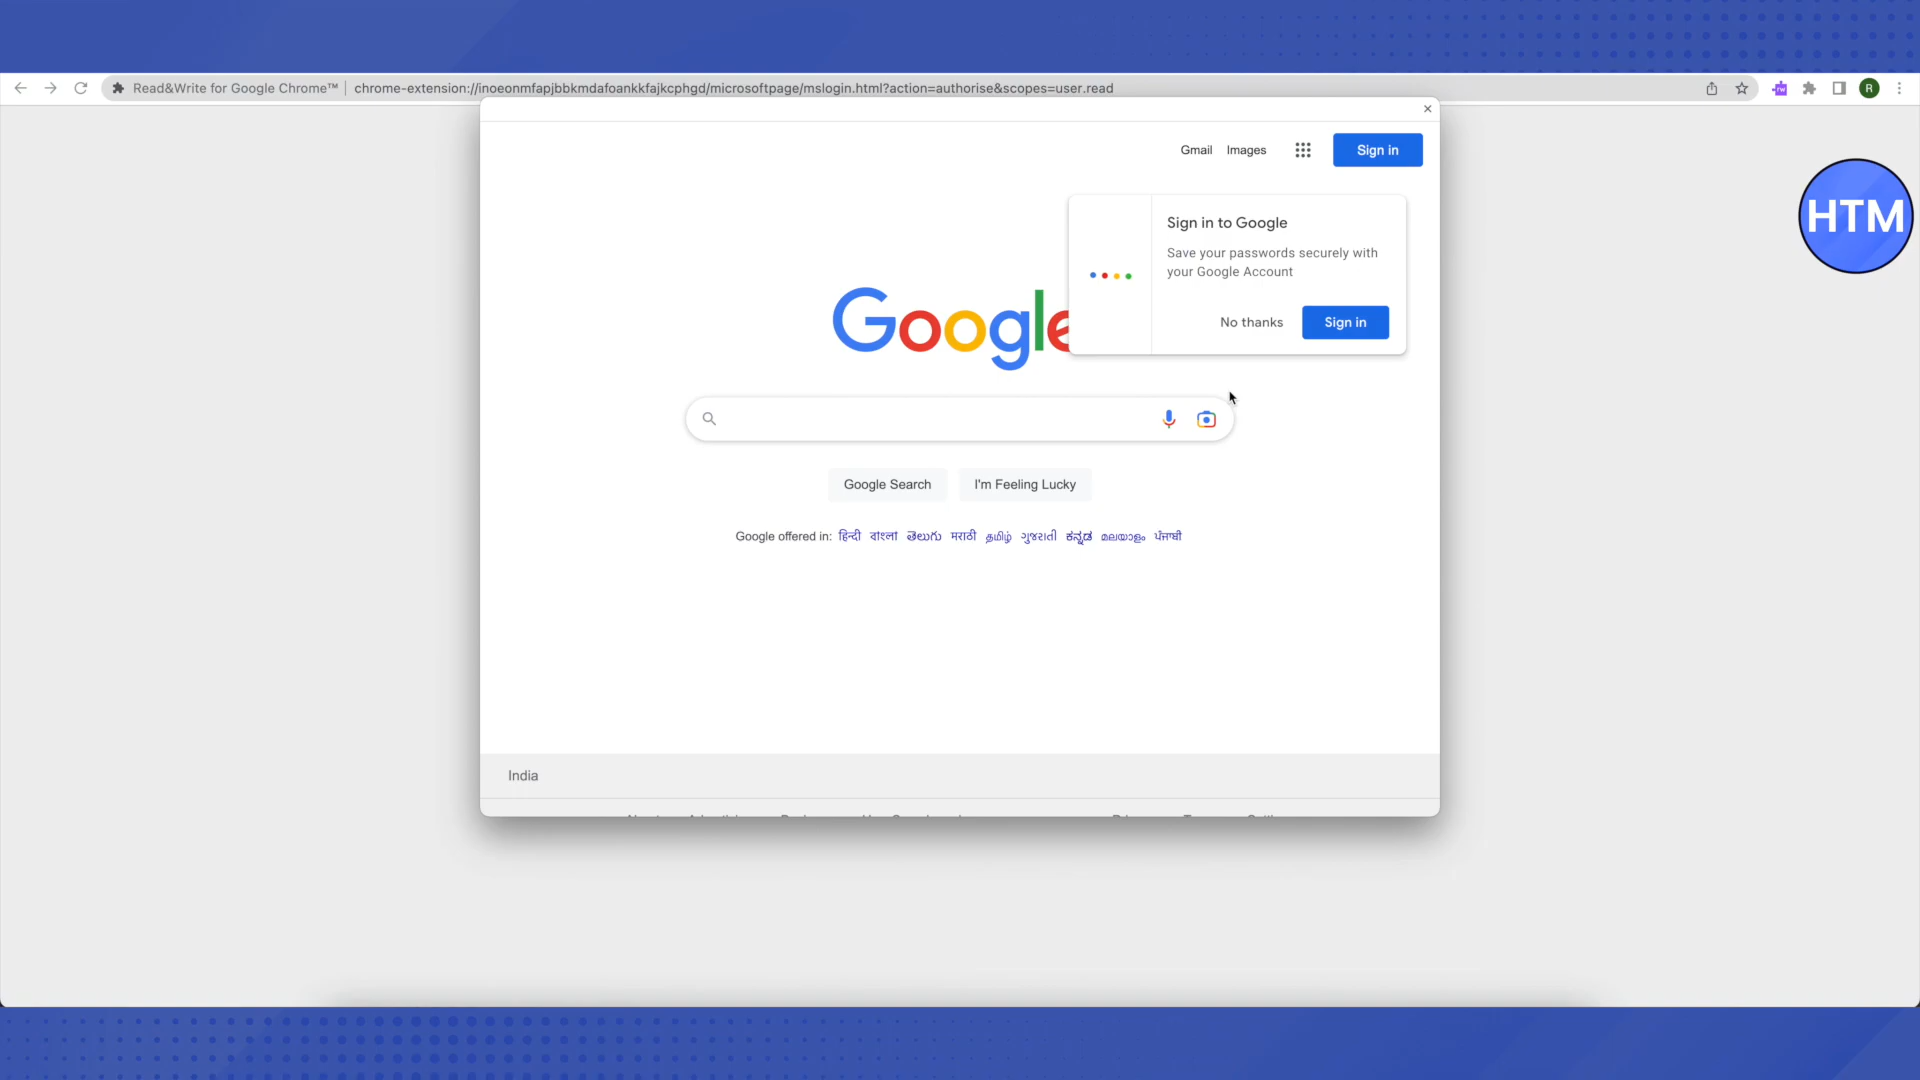 Read&Write for Google Chrome™ | chrome-extension://inoeonmfapjbbkmdafoankkfajkcphgd/microsoftpage/mslogin.html?action=authorise&scopes=user.read
rw
R
Gmail Images Sign in
HTM
Sign in to Google
Save your passwords securely with
your Google Account
No thanks Sign in
Google
Google Search I'm Feeling Lucky
Google offered in: हिन्दी বাংলা తెలుగు मराठी தமிழ் ગુજરાતી ಕನ್ನಡ മലയാളം ਪੰਜਾਬੀ
India